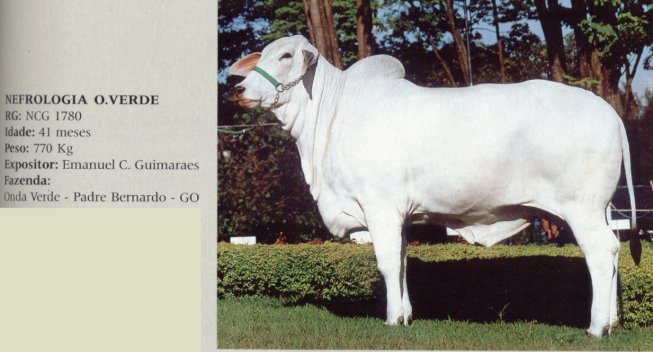 NEFROLOGIA O.VERDE
RG: NCG 1780
Idade: 41 meses
Peso: 770 Kg
Expositor: Emanuel C. Guimaraes
Fazenda:
Onda Verde - Padre Bernardo - GO